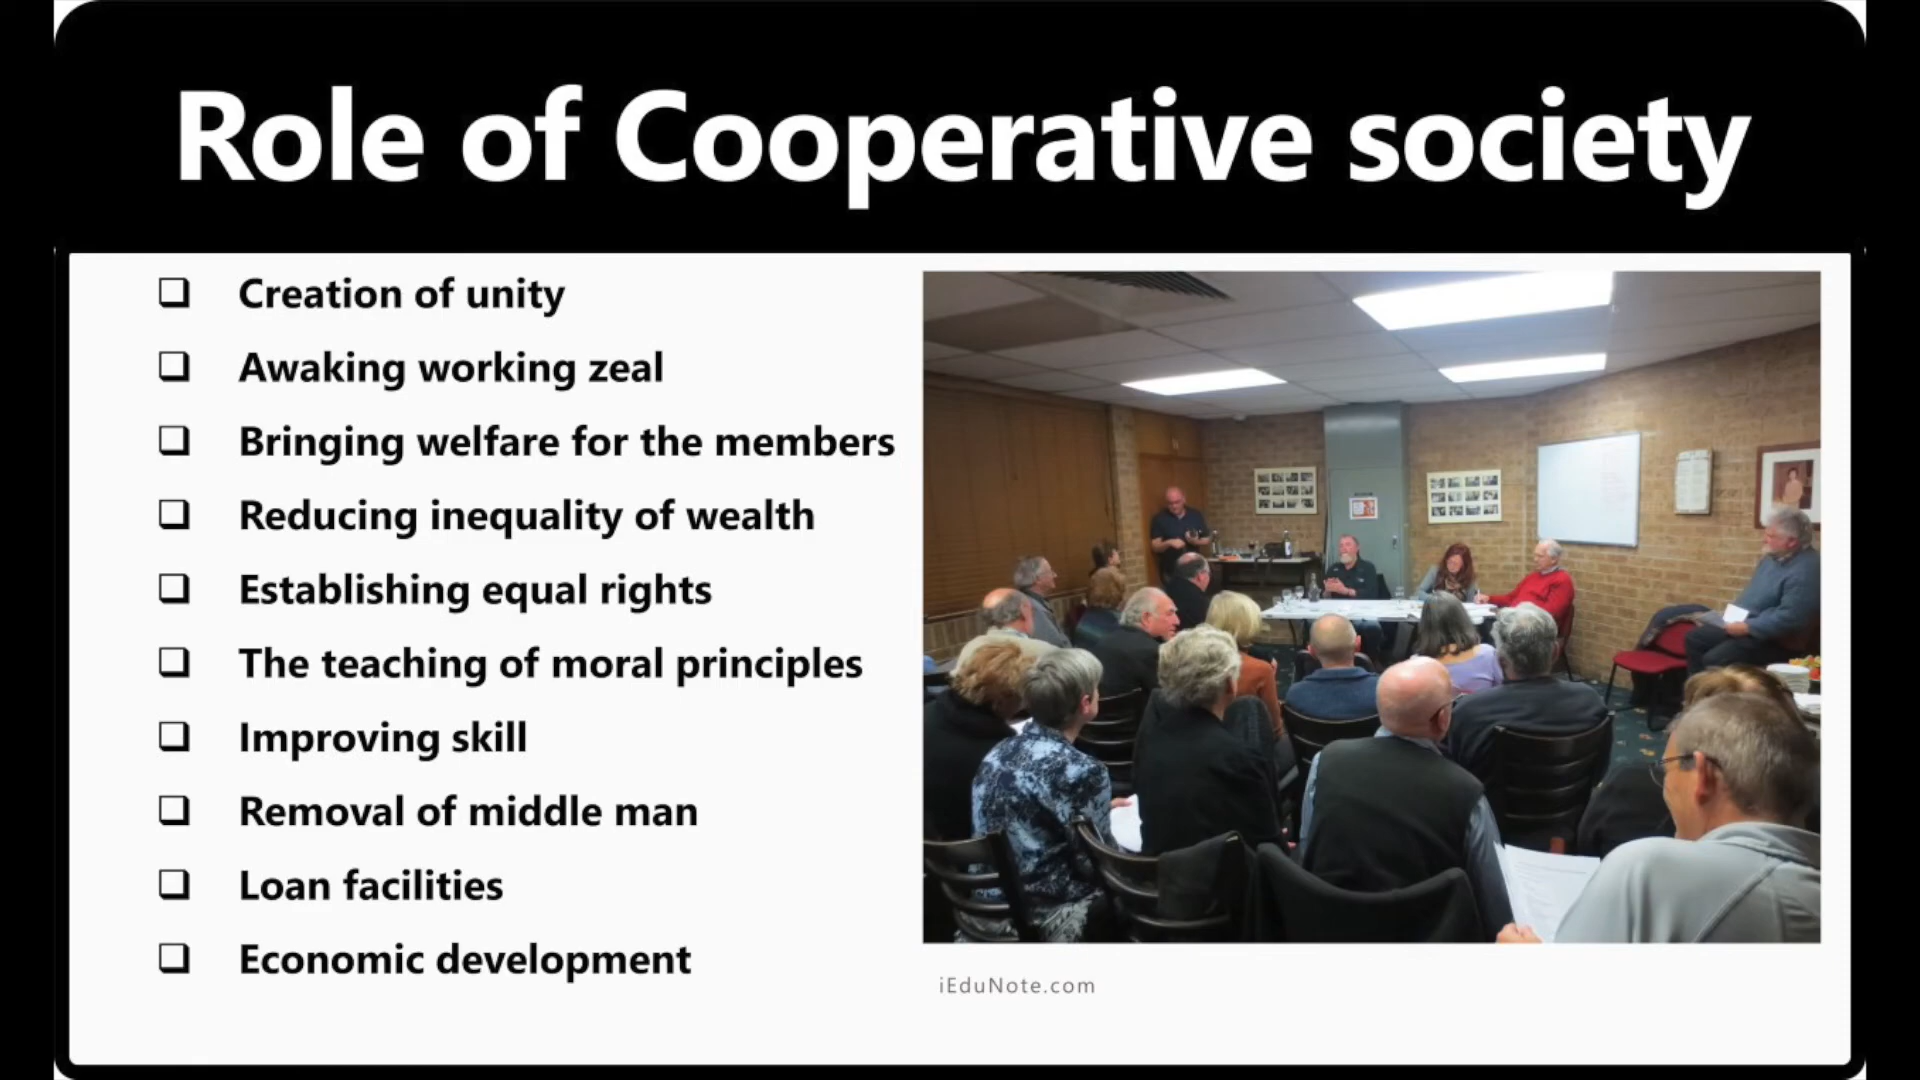 Role of Cooperative society
Creation of unity
Awaking working zeal
Bringing welfare for the members
Reducing inequality of wealth
Establishing equal rights
The teaching of moral principles
Improving skill
Removal of middle man
Loan facilities
Economic development
iEduNote.com